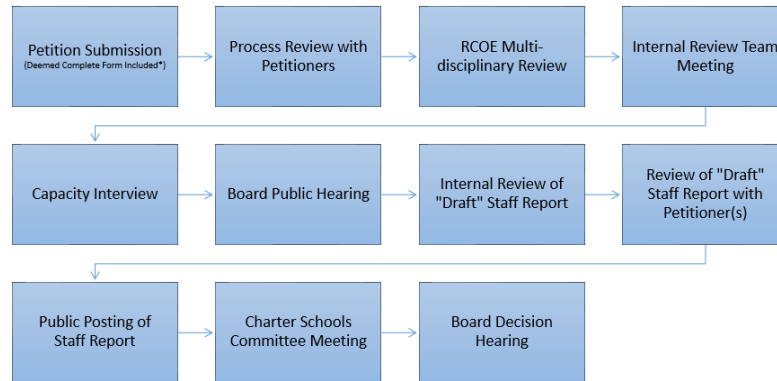 Petition Submission
(Deemed Complete Form Included*)
Process Review with
Petitioners
RCOE Multi-
disciplinary Review
Internal Review Team
Meeting
Capacity Interview
Board Public Hearing
Internal Review of
"Draft" Staff Report
Review of "Draft"
Staff Report with
Petitioner(s)
Public Posting of
Staff Report
Charter Schools
Committee Meeting
Board Decision
Hearing